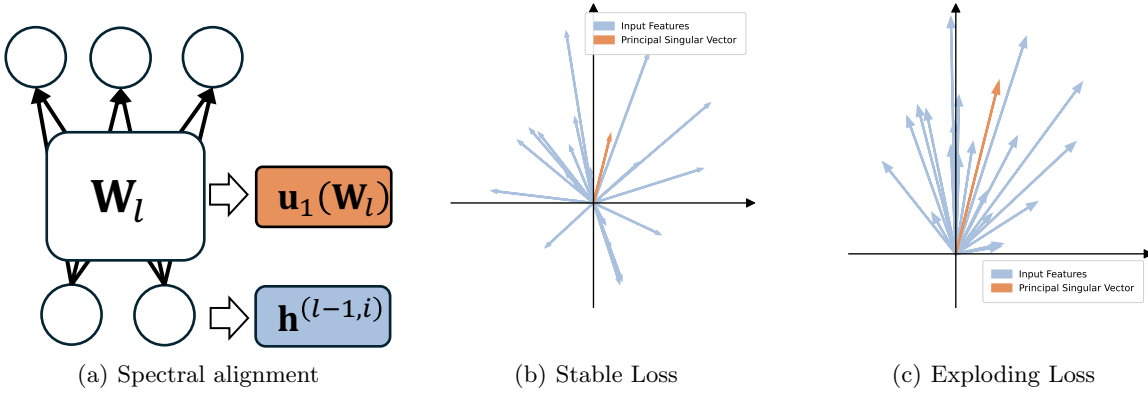 W_l
u_1(W_l)
h^(l−1,i)
(a) Spectral alignment
Input Features
Principal Singular Vector
(b) Stable Loss
Input Features
Principal Singular Vector
(c) Exploding Loss